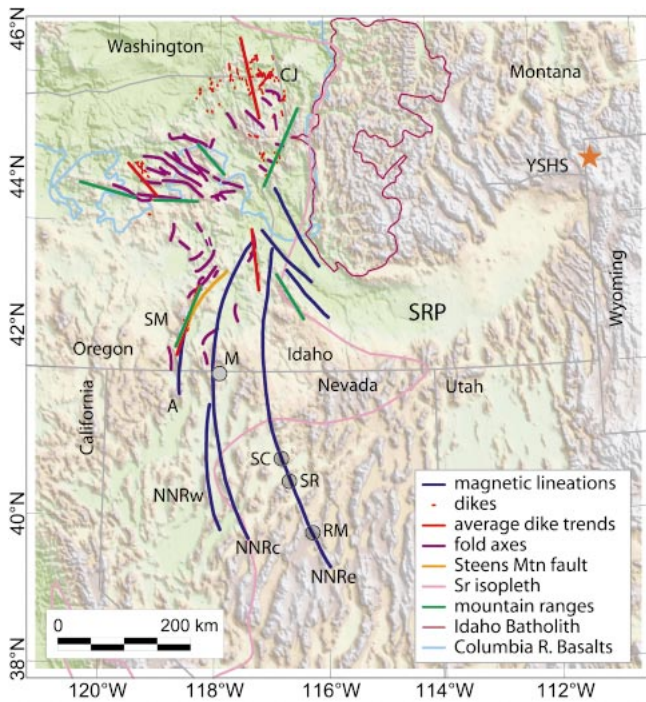 46°N
44°N
42°N
40°N
38°N
Washington
CJ
Montana
YSHS
Wyoming
SRP
SM
Oregon
M
Idaho
Nevada
Utah
A
California
SC
SR
NNRw
RM
NNRc
NNRe
magnetic lineations
dikes
average dike trends
fold axes
Steens Mtn fault
Sr isopleth
mountain ranges
Idaho Batholith
Columbia R. Basalts
0 200 km
120°W 118°W 116°W 114°W 112°W